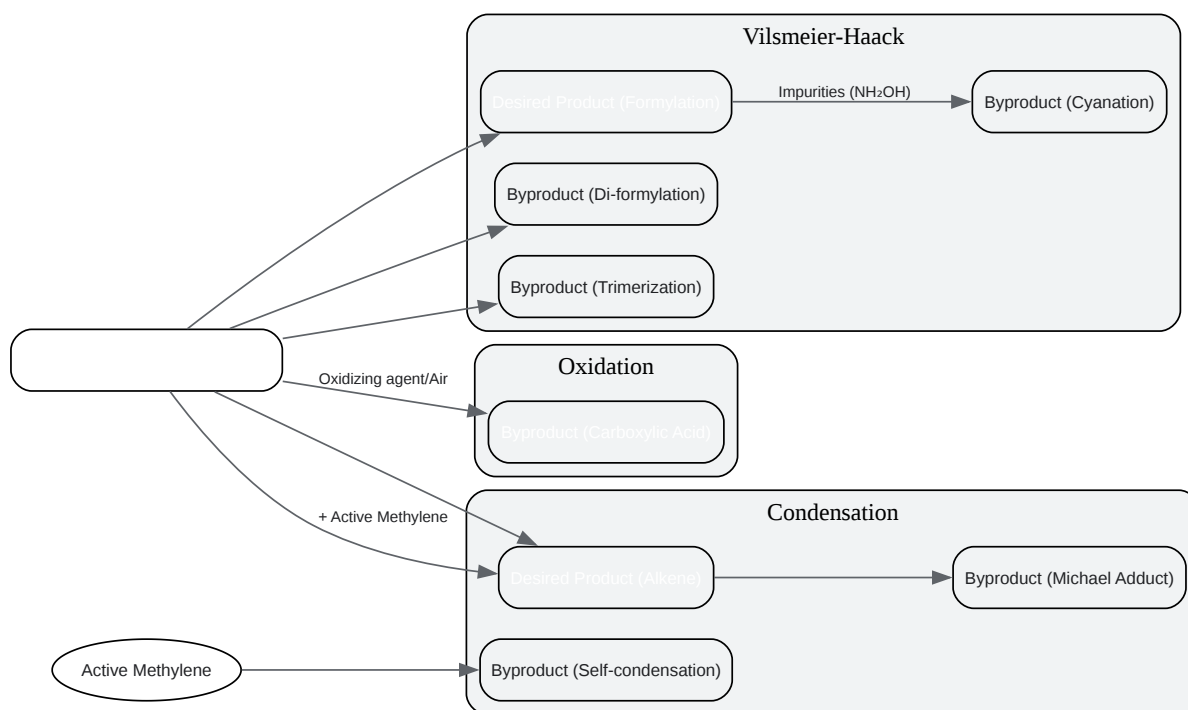 Vilsmeier-Haack
Desired Product (Formylation)
Impurities (NH₂OH)
Byproduct (Cyanation)
Byproduct (Di-formylation)
Byproduct (Trimerization)
Oxidation
Oxidizing agent/Air
Byproduct (Carboxylic Acid)
+ Active Methylene
Condensation
Desired Product (Alkene)
Byproduct (Michael Adduct)
Active Methylene
Byproduct (Self-condensation)